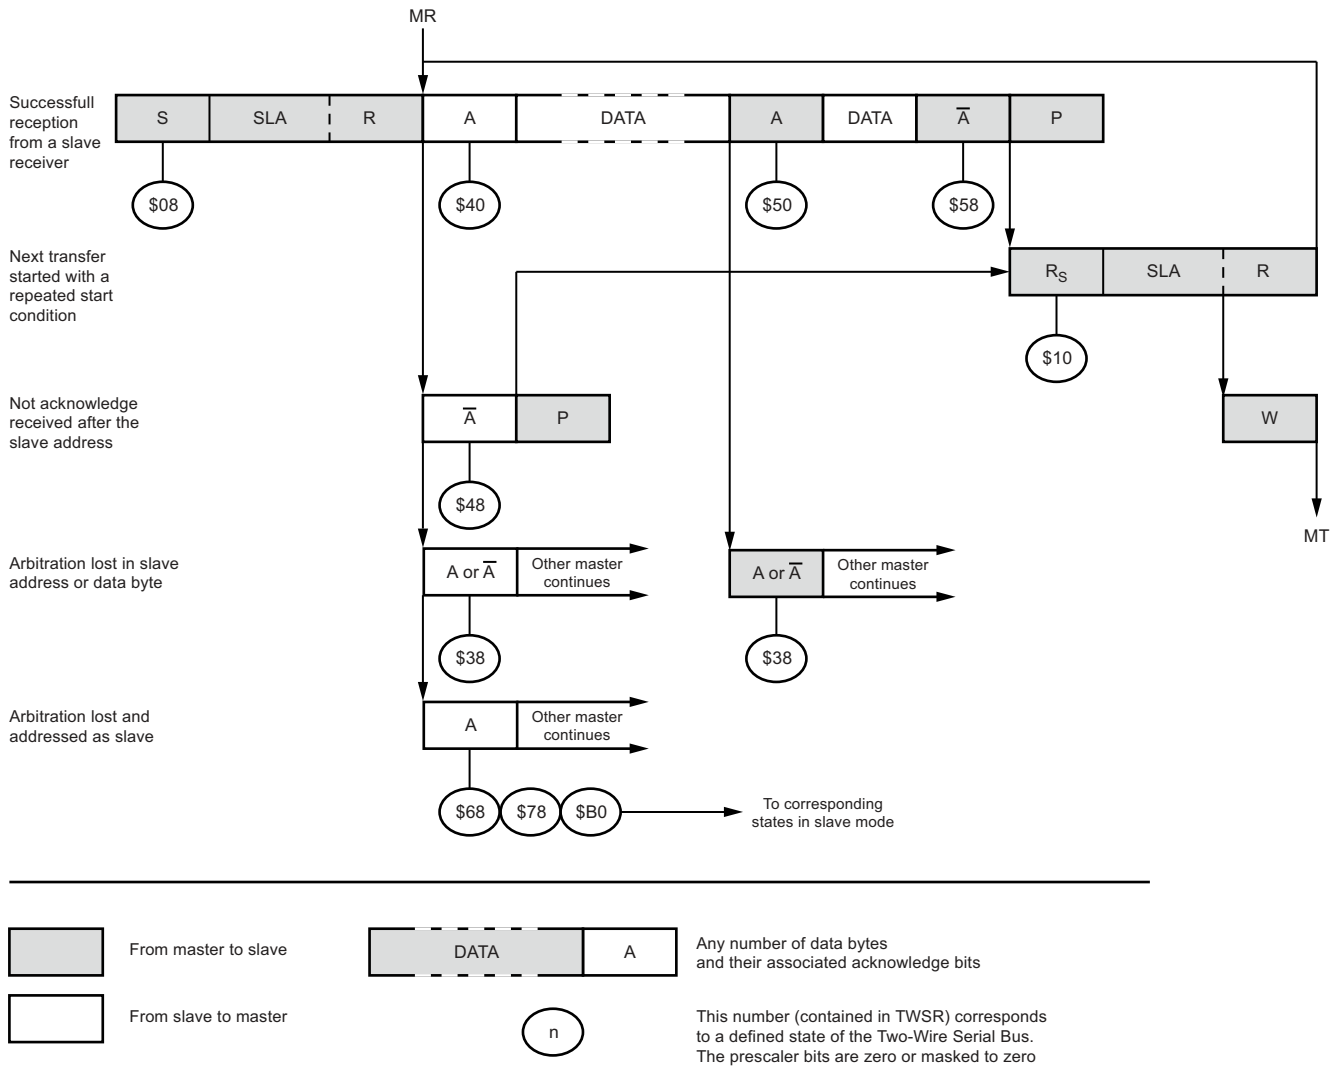 MR
Successfull
reception
from a slave
receiver
S
SLA
R
A
DATA
A
DATA
A̅
P
$08
$40
$50
$58
Next transfer
started with a
repeated start
condition
RS
SLA
R
$10
Not acknowledge
received after the
slave address
A̅
P
W
$48
MT
Arbitration lost in slave
address or data byte
A or A̅
Other master
continues
A or A̅
Other master
continues
$38
$38
Arbitration lost and
addressed as slave
A
Other master
continues
$68
$78
$B0
To corresponding
states in slave mode
From master to slave
DATA
A
Any number of data bytes
and their associated acknowledge bits
From slave to master
n
This number (contained in TWSR) corresponds
to a defined state of the Two-Wire Serial Bus.
The prescaler bits are zero or masked to zero